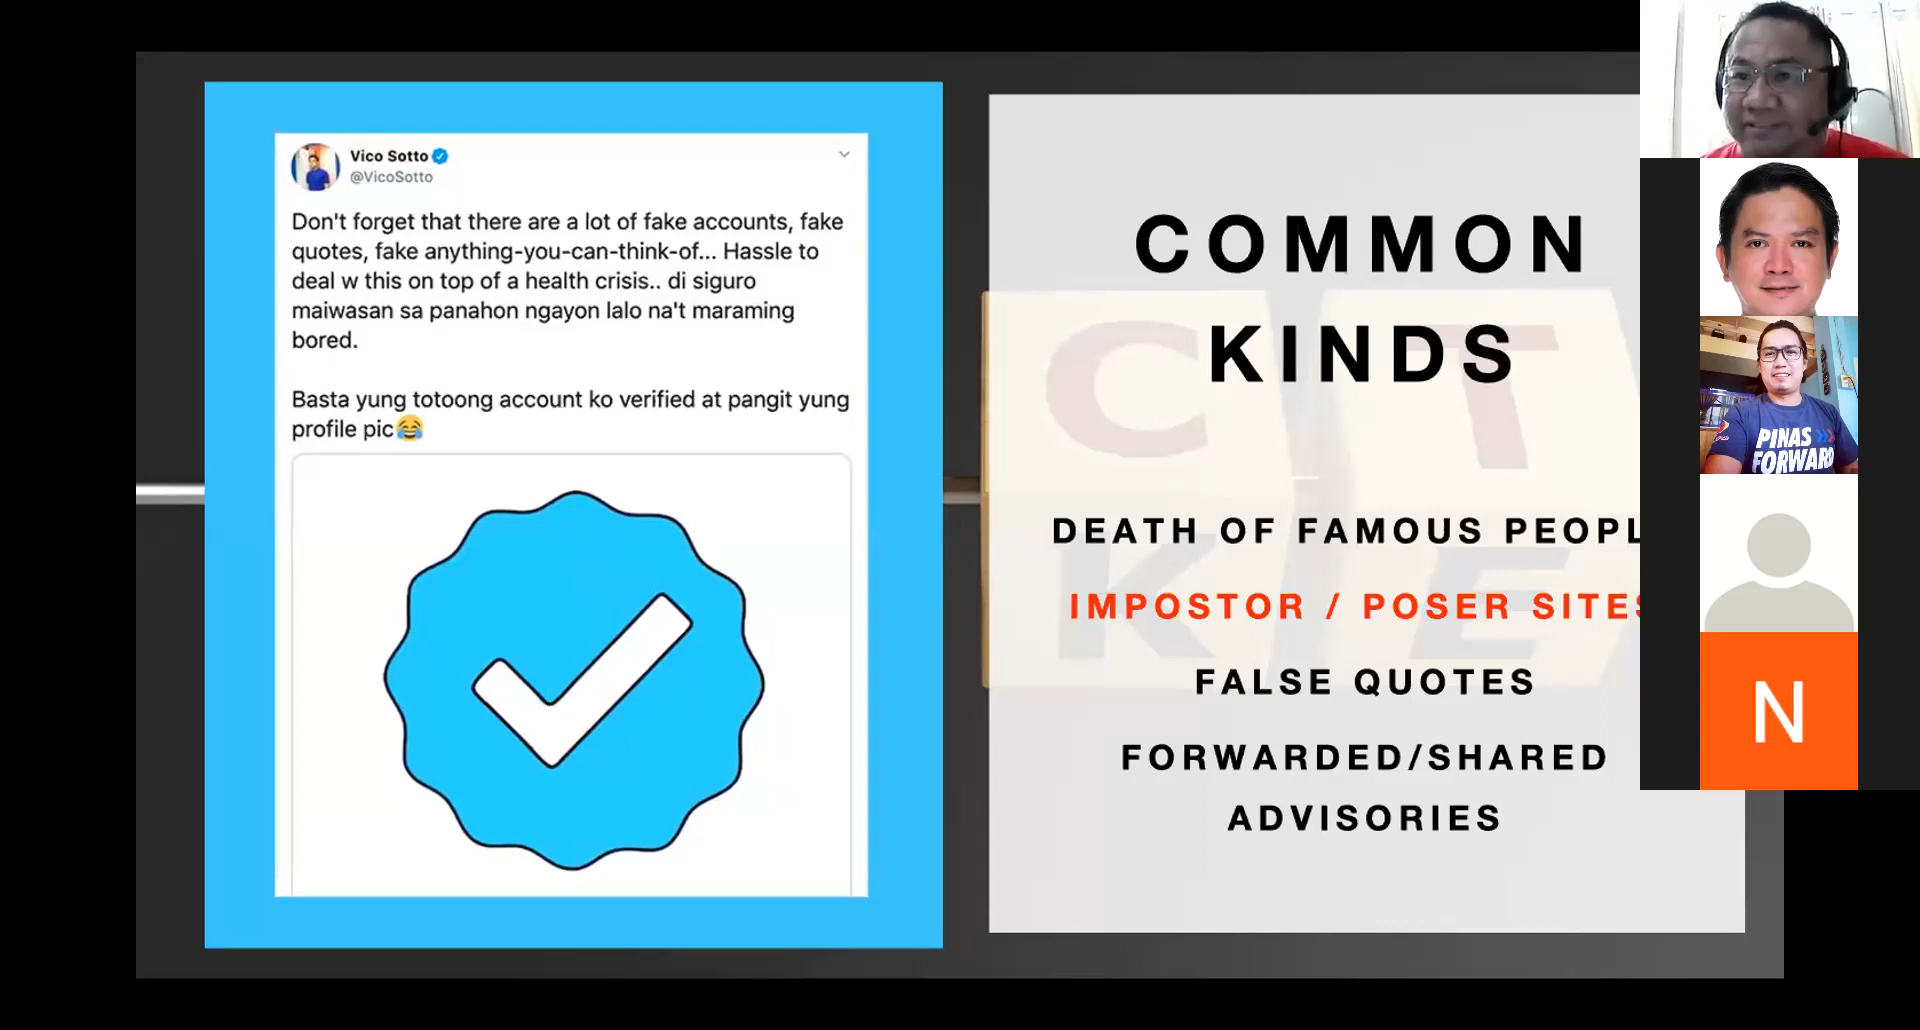 Vico Sotto
@VicoSotto
Don't forget that there are a lot of fake accounts, fake
quotes, fake anything-you-can-think-of... Hassle to
deal w this on top of a health crisis.. di siguro
maiwasan sa panahon ngayon lalo na't maraming
bored.
Basta yung totoong account ko verified at pangit yung
profile pic😂
COMMON
KINDS
DEATH OF FAMOUS PEOPL
IMPOSTOR / POSER SITES
FALSE QUOTES
FORWARDED/SHARED
ADVISORIES
C T
K E
PINAS
FORWARD
N